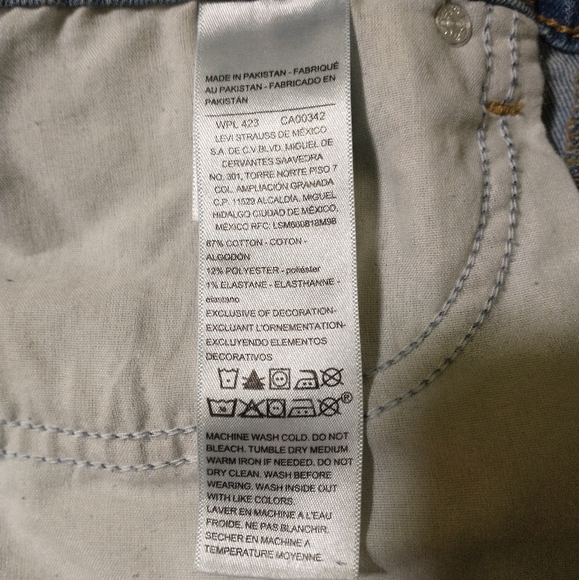 MADE IN PAKISTAN - FABRIQUÉ
AU PAKISTAN - FABRICADO EN
PAKISTÁN
WPL 423 CA00342
LEVI STRAUSS DE MÉXICO
S.A. DE C.V.BLVD. MIGUEL DE
CERVANTES SAAVEDRA
NO. 301, TORRE NORTE PISO 7
COL. AMPLIACIÓN GRANADA
C.P. 11529 ALCALDÍA. MIGUEL
HIDALGO CIUDAD DE MÉXICO,
MÉXICO RFC: LSM660818M98
87% COTTON - COTON -
ALGODÓN
12% POLYESTER - poliéster
1% ELASTANE - ELASTHANNE -
elastano
EXCLUSIVE OF DECORATION-
EXCLUANT L'ORNEMENTATION-
EXCLUYENDO ELEMENTOS
DECORATIVOS
®
MACHINE WASH COLD. DO NOT
BLEACH. TUMBLE DRY MEDIUM
WARM IRON IF NEEDED. DO NOT
DRY CLEAN. WASH BEFORE
WEARING. WASH INSIDE OUT
WITH LIKE COLORS.
LAVER EN MACHINE A L'EAU
FROIDE. NE PAS BLANCHIR.
SECHER EN MACHINE A
TEMPERATURE MOYENNE.